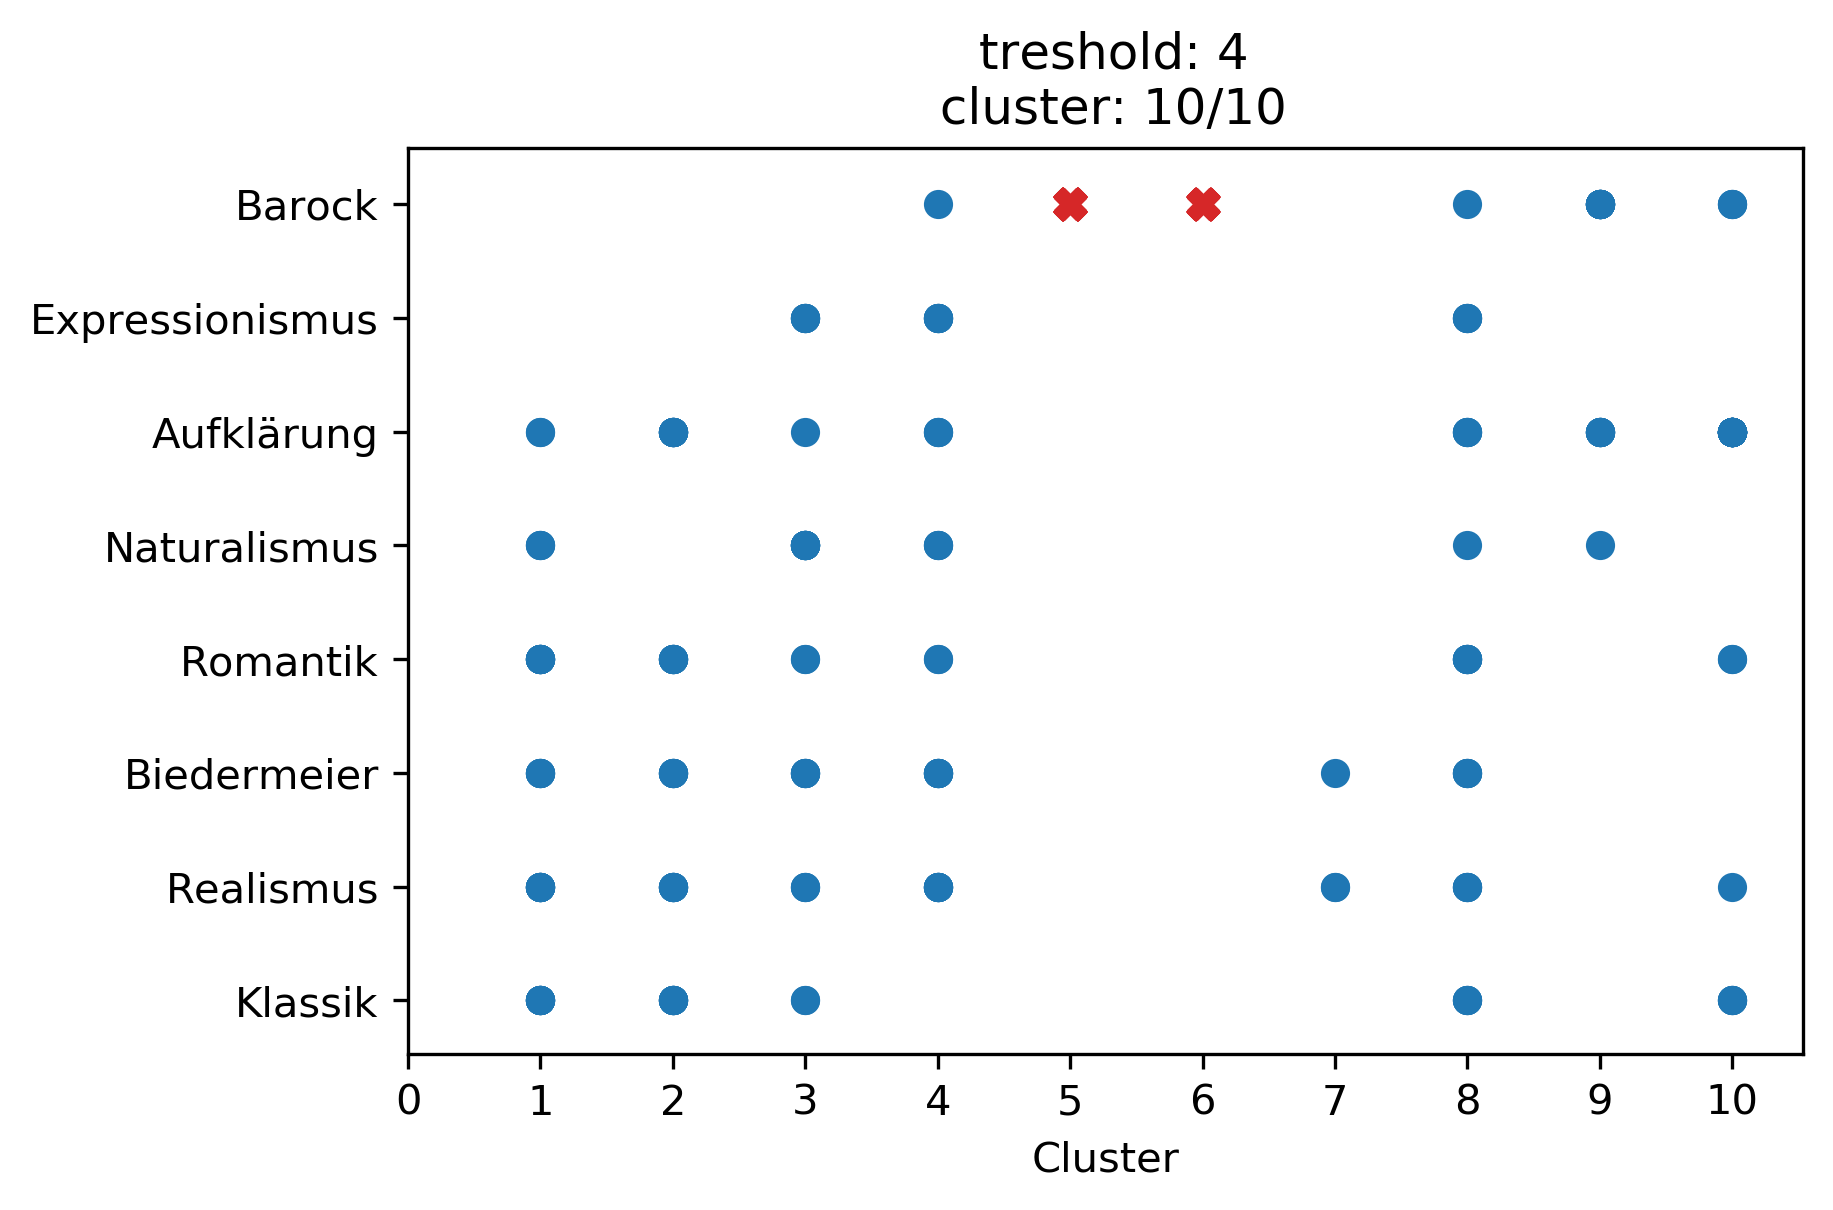 treshold: 4
cluster: 10/10
Barock
Expressionismus
Aufklärung
Naturalismus
Romantik
Biedermeier
Realismus
Klassik
0 1 2 3 4 5 6 7 8 9 10
Cluster